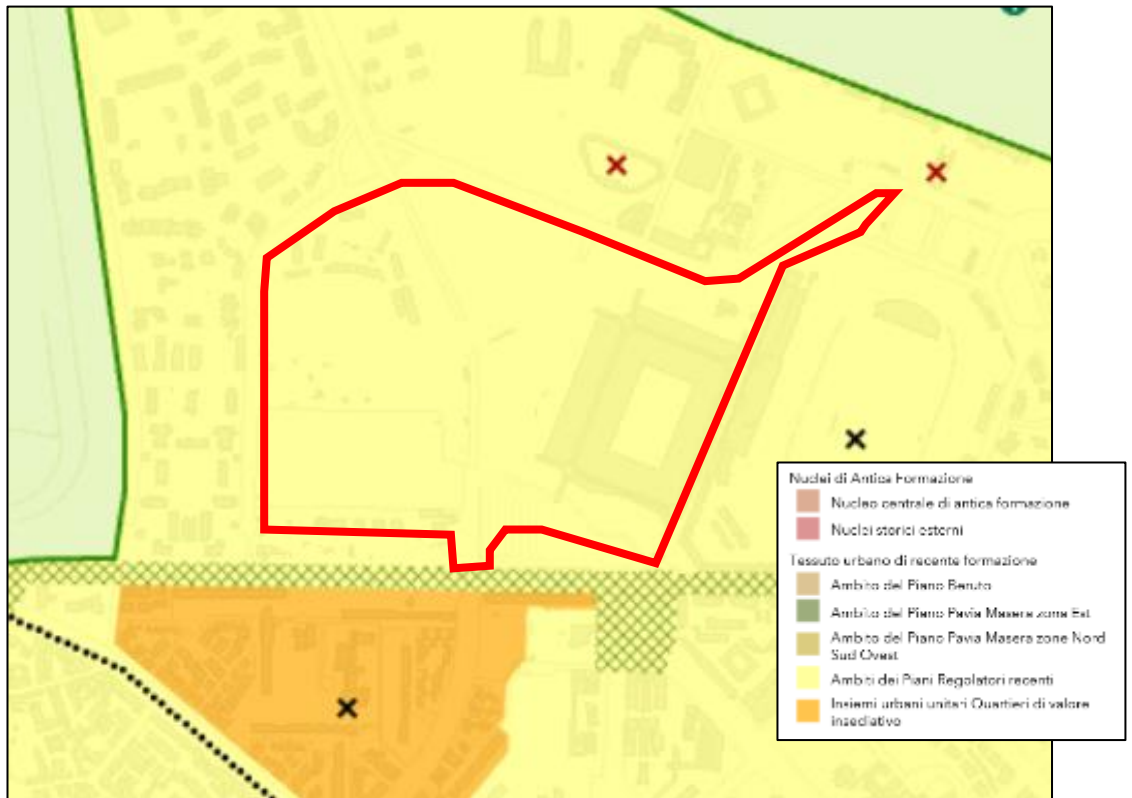 Nuclei di Antica Formazione
Nucleo centrale di antica formazione
Nuclei storici esterni
Tessuto urbano di recente formazione
Ambito del Piano Beruto
Ambito del Piano Pavia Masera zona Est
Ambito del Piano Pavia Masera zone Nord
Sud Ovest
Ambiti dei Piani Regolatori recenti
Insiemi urbani unitari Quartieri di valore
insediativo